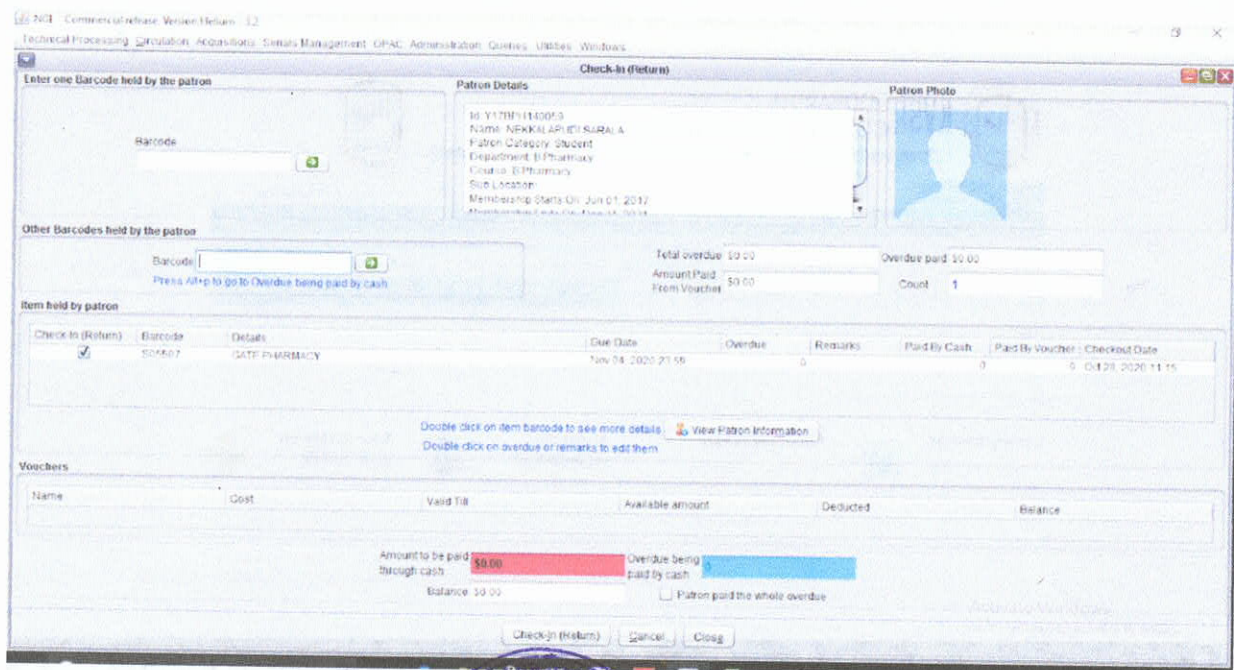 NGL Commercial release Version Helium
Technical Processing Circulation Acquisitions Serials Management OPAC Administration Queries Utilities Windows
Check-In (Return)
Enter one Barcode held by the patron
Barcode
Patron Details
Name: NEKKALAPUDI SARALA
Patron Category: Student
Department: B.Pharmacy
Course: B.Pharmacy
Sub Location:
Membership Starts On: Jun 01, 2017
Patron Photo
Other Barcodes held by the patron
Barcode
Press Alt+p to go to Overdue being paid by cash
Total overdue $0.00
Overdue paid $0.00
Amount Paid From Voucher $0.00
Count 1
Item held by patron
Check-In (Return) Barcode Details Due Date Overdue Remarks Paid By Cash Paid By Voucher Checkout Date
GATE PHARMACY Nov 04, 2020 23:59 0 0 0 Oct 28, 2020 11:15
Double click on item barcode to see more details View Patron Information
Double click on overdue or remarks to edit them
Vouchers
Name Cost Valid Till Available amount Deducted Balance
Amount to be paid through cash $0.00
Overdue being paid by cash
Balance $0.00
Patron paid the whole overdue
Check-In (Return) Cancel Close